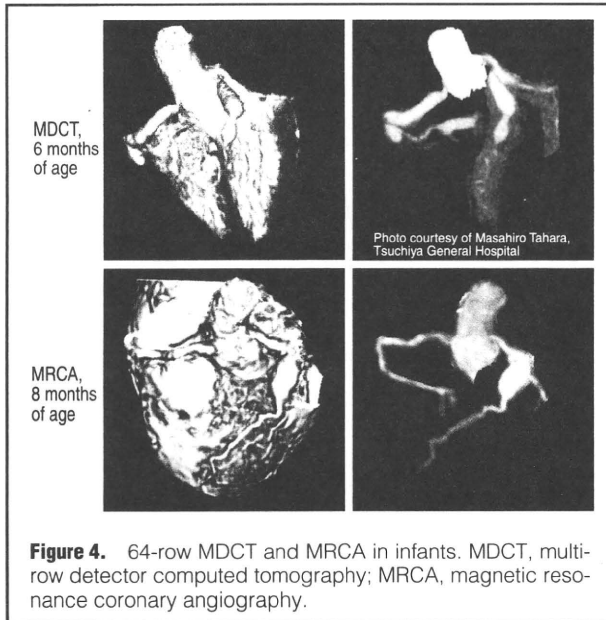 MDCT,
6 months
of age
Photo courtesy of Masahiro Tahara,
Tsuchiya General Hospital
MRCA,
8 months
of age
Figure 4. 64-row MDCT and MRCA in infants. MDCT, multi-
row detector computed tomography; MRCA, magnetic reso-
nance coronary angiography.